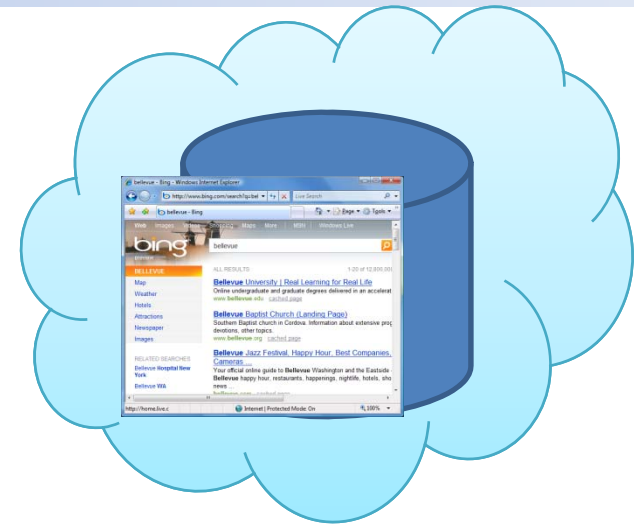 bellevue - Bing - Windows Internet Explorer
http://www.bing.com/search?q=bel
Live Search
bellevue - Bing
Page Tools
Web Images Videos Shopping Maps More MSN Windows Live
bing
bellevue
BELLEVUE
Map
Weather
Hotels
Attractions
Newspaper
Images
RELATED SEARCHES
Bellevue Hospital New
York
Bellevue WA
ALL RESULTS 1-20 of 12,800,00
Bellevue University | Real Learning for Real Life
Online undergraduate and graduate degrees delivered in an accelerat
www.bellevue.edu cached page
Bellevue Baptist Church (Landing Page)
Southern Baptist church in Cordova. Information about extensive prog
devotions, other topics.
www.bellevue.org cached page
Bellevue Jazz Festival, Happy Hour, Best Companies,
Cameras ...
Your official online guide to Bellevue Washington and the Eastside
Bellevue happy hour, restaurants, happenings, nightlife, hotels, sho
news ...
http://home.live.c Internet | Protected Mode: On 100%